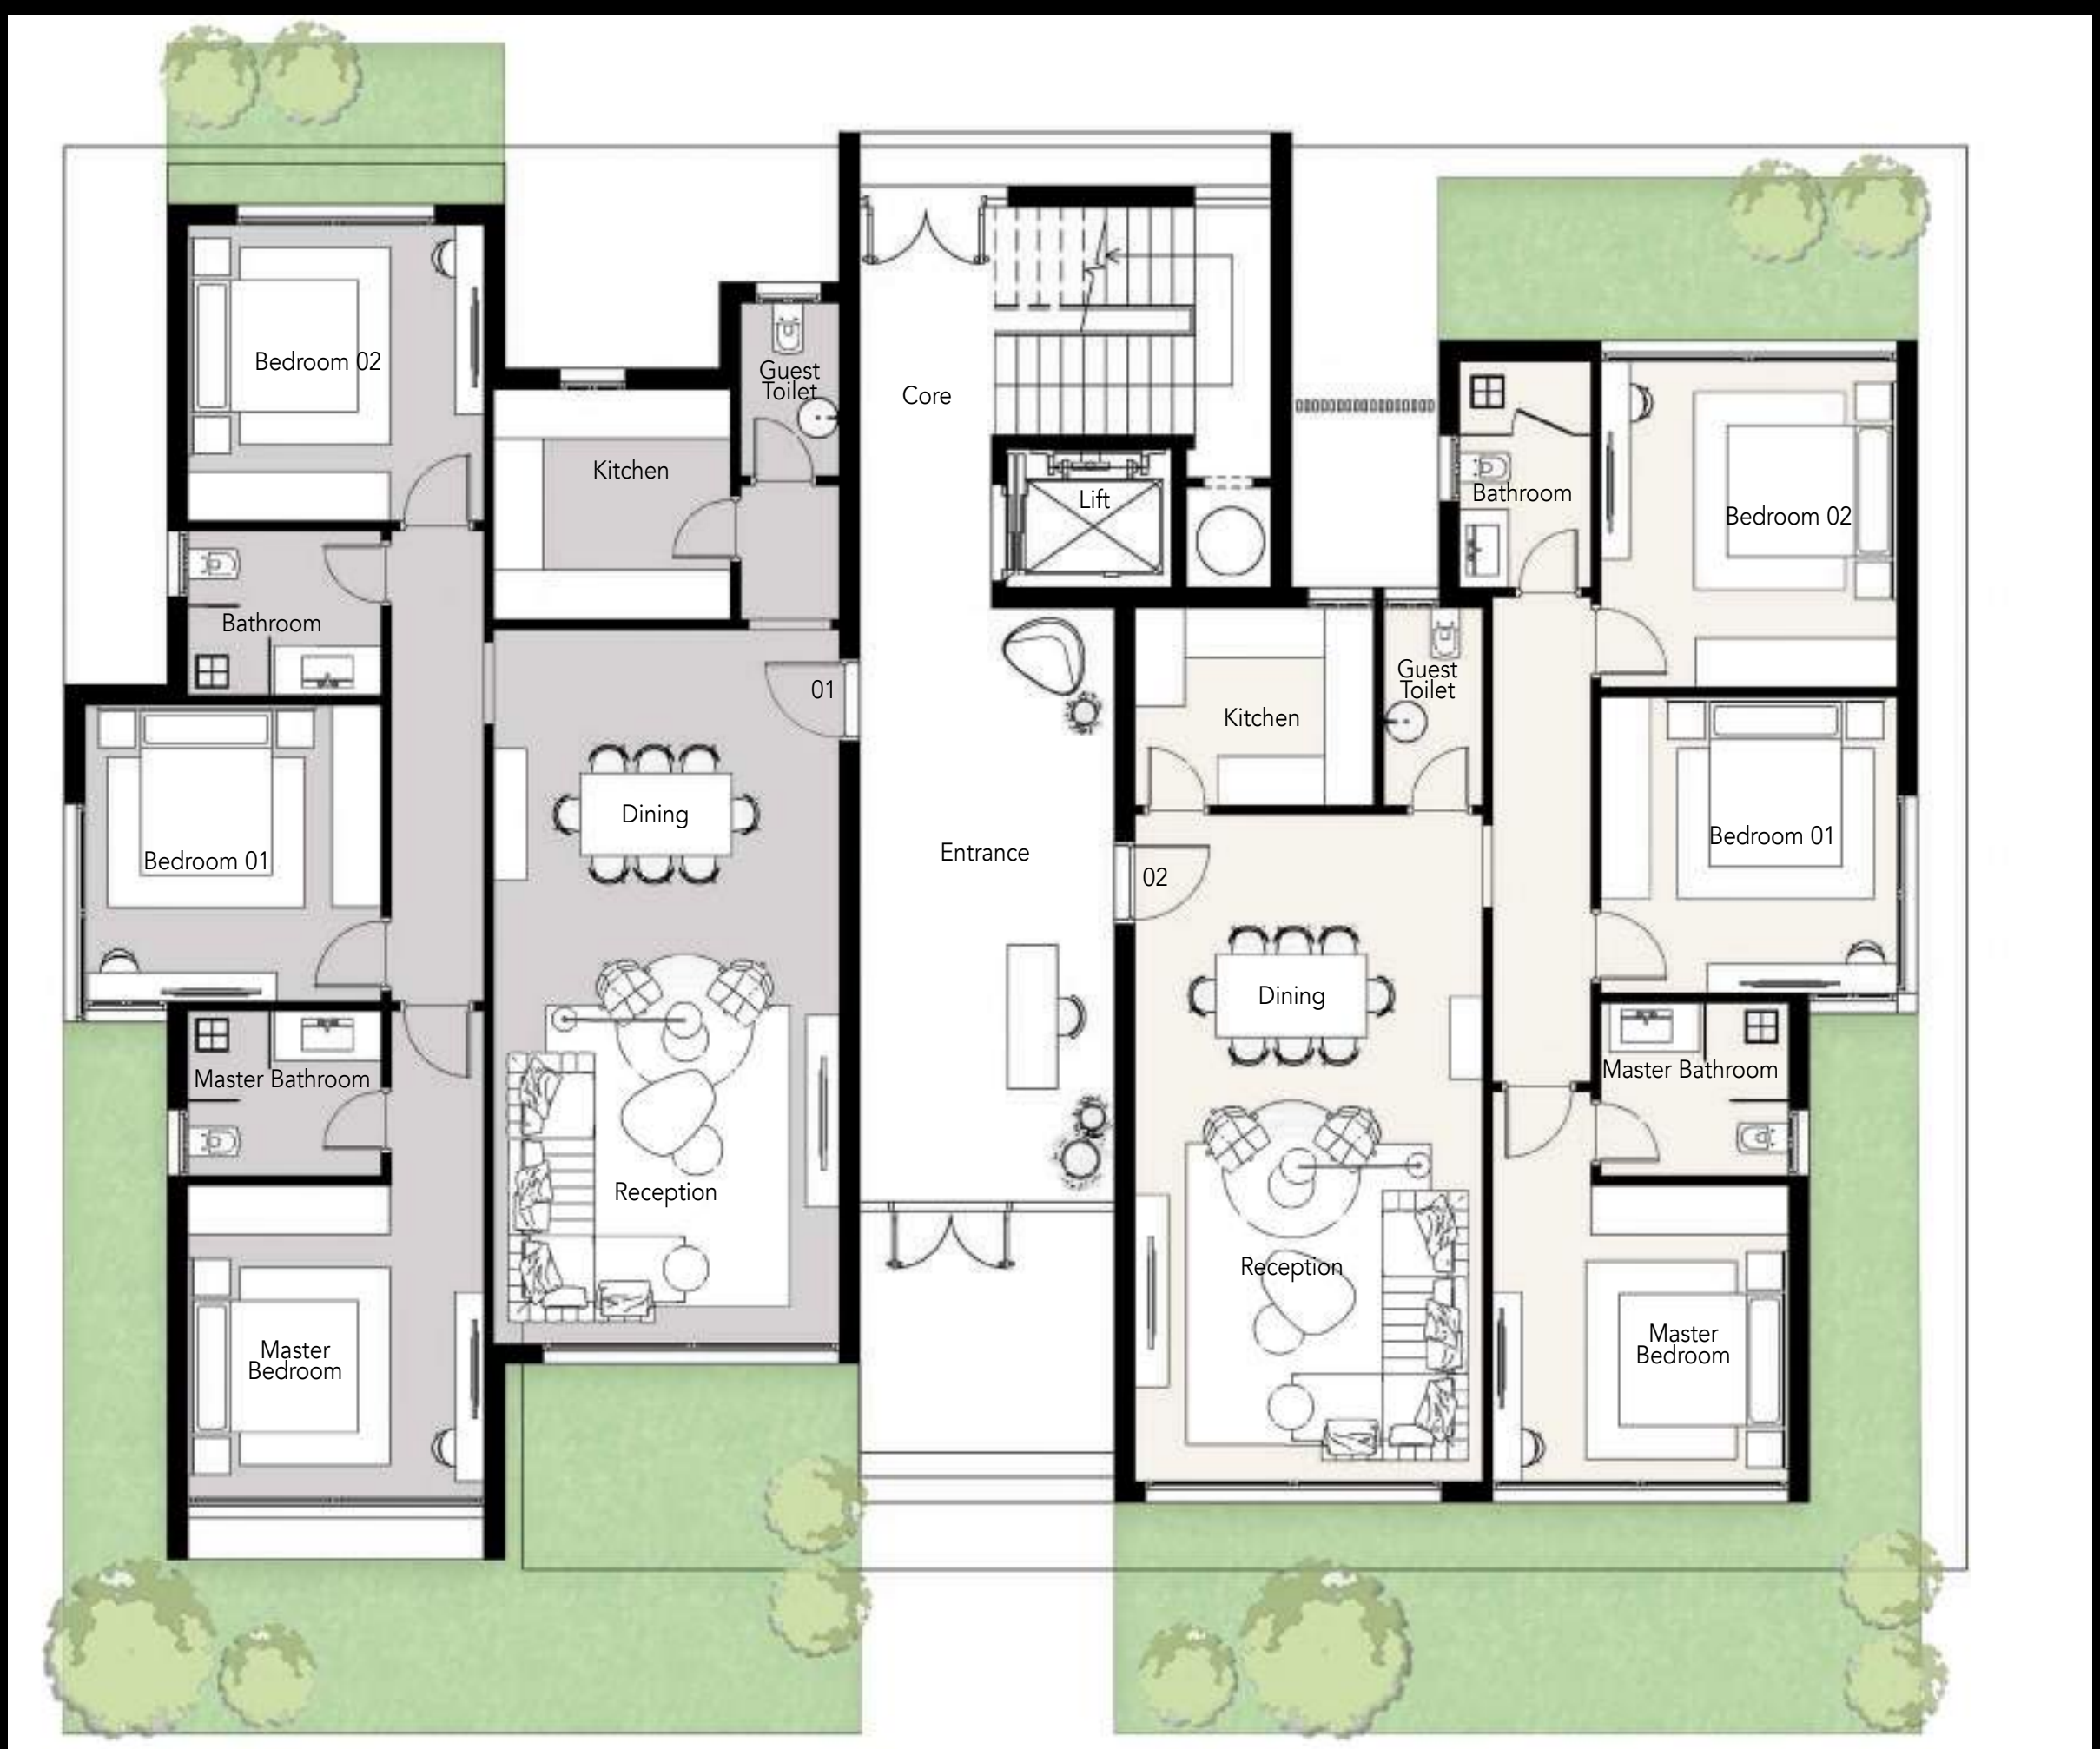 Bedroom 02
Guest
Toilet
Kitchen
Bathroom
01
Bedroom 01
Dining
Master Bathroom
Reception
Master
Bedroom
Core
Lift
Entrance
Bathroom
Bedroom 02
Guest
Toilet
Kitchen
Bedroom 01
02
Dining
Master Bathroom
Reception
Master
Bedroom